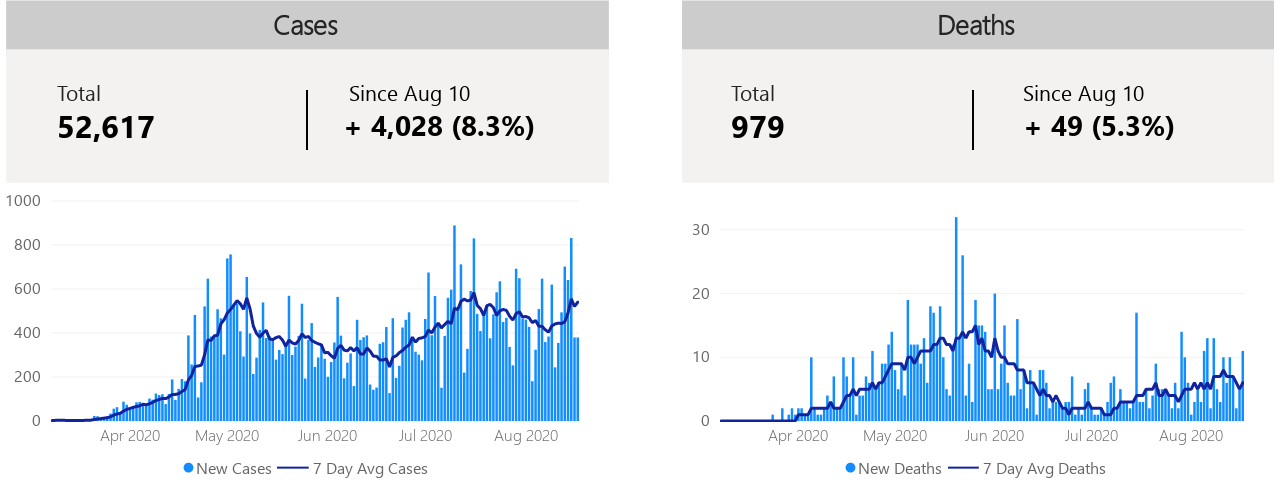 Cases
Total
Since Aug 10
52,617
+ 4,028 (8.3%)
1000
800
600
400
200
0
Apr 2020 May 2020 Jun 2020 Jul 2020 Aug 2020
New Cases 7 Day Avg Cases
Deaths
Total
Since Aug 10
979
+ 49 (5.3%)
30
20
10
0
Apr 2020 May 2020 Jun 2020 Jul 2020 Aug 2020
New Deaths 7 Day Avg Deaths